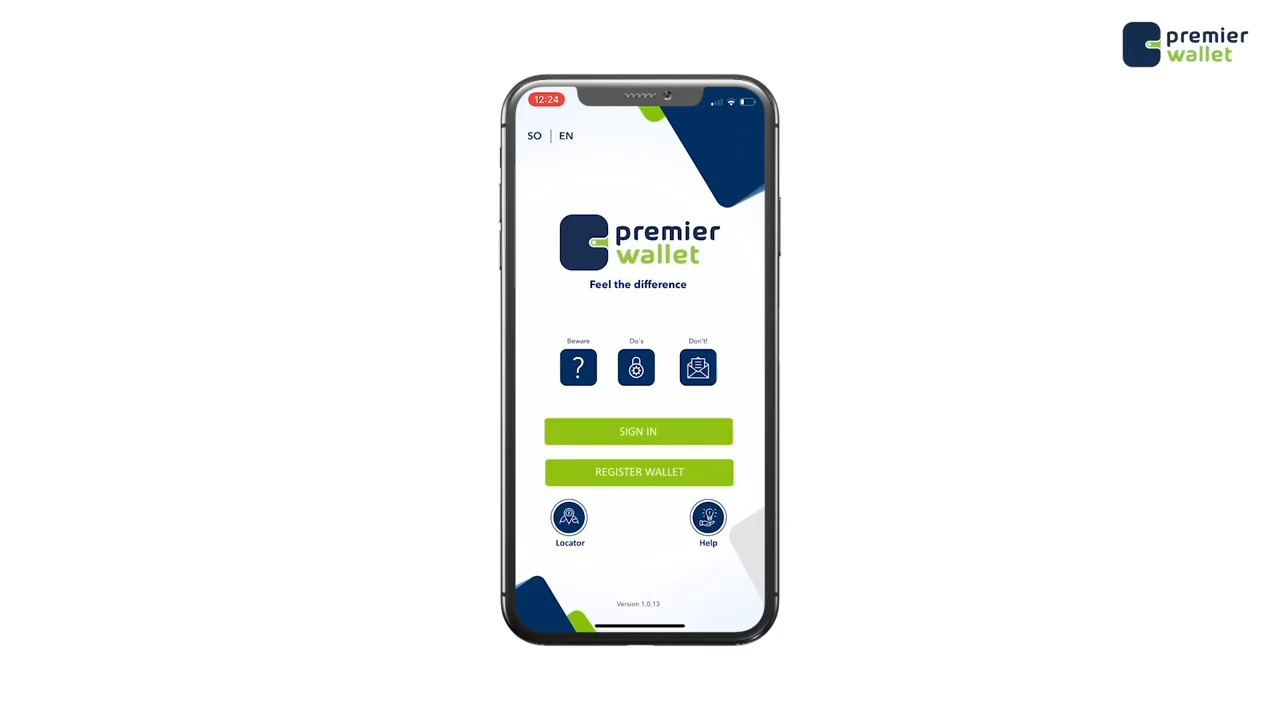 premier
wallet
12:24
SO | EN
premier
wallet
Feel the difference
Beware
Do's
Don't!
SIGN IN
REGISTER WALLET
Locator
Help
Version 1.0.13